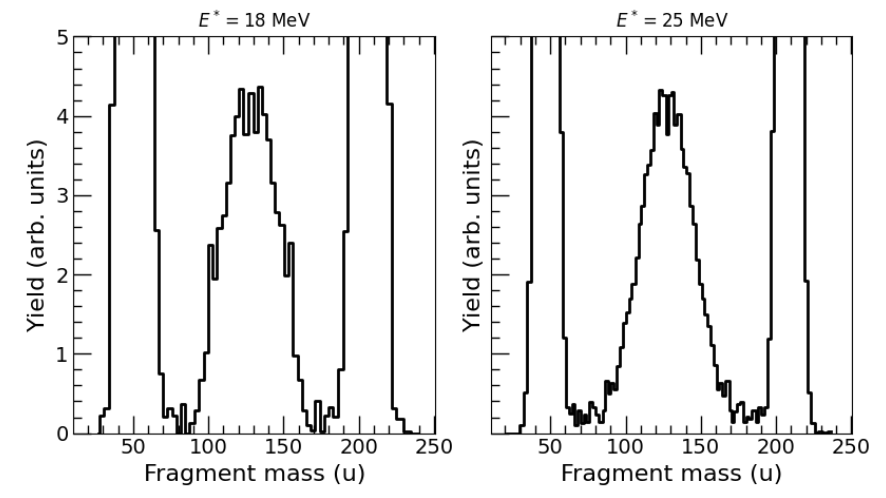 E* = 18 MeV
Yield (arb. units)
5
4
3
2
1
0
50 100 150 200 250
Fragment mass (u)
E* = 25 MeV
Yield (arb. units)
50 100 150 200 250
Fragment mass (u)